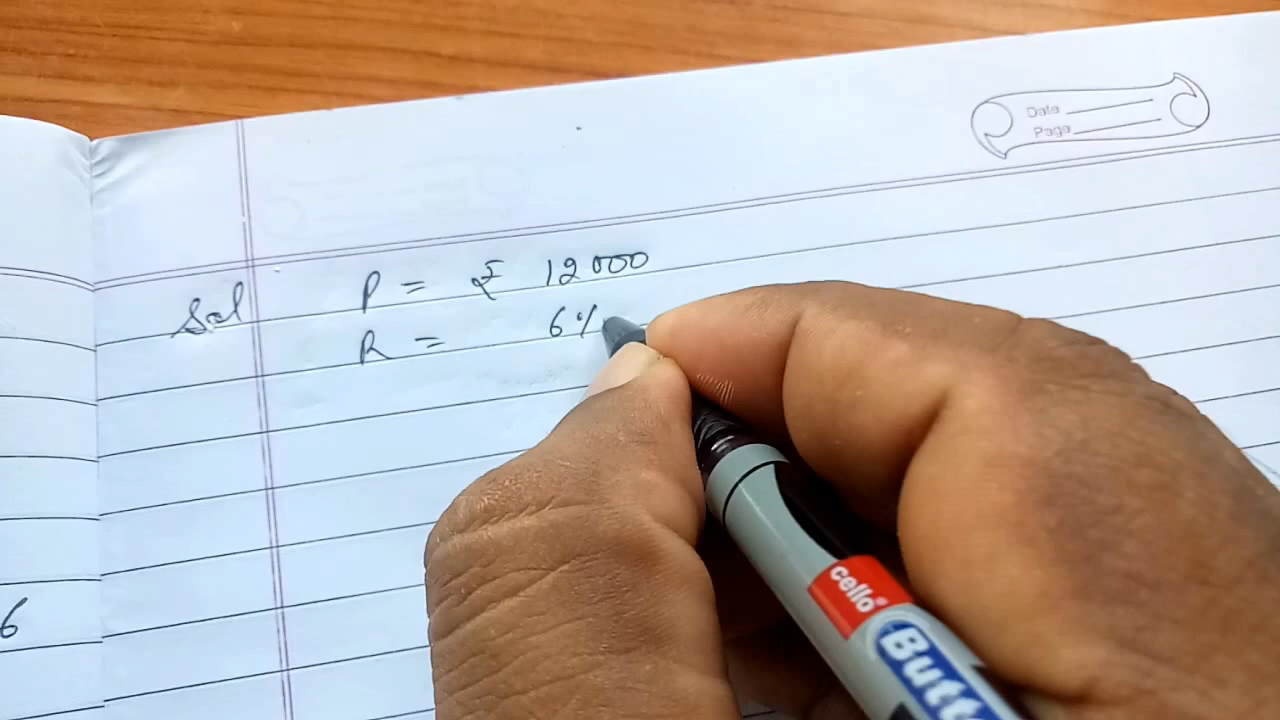 Date
Page
Sol P = ₹ 12000
R = 6%
6
cello
Butt